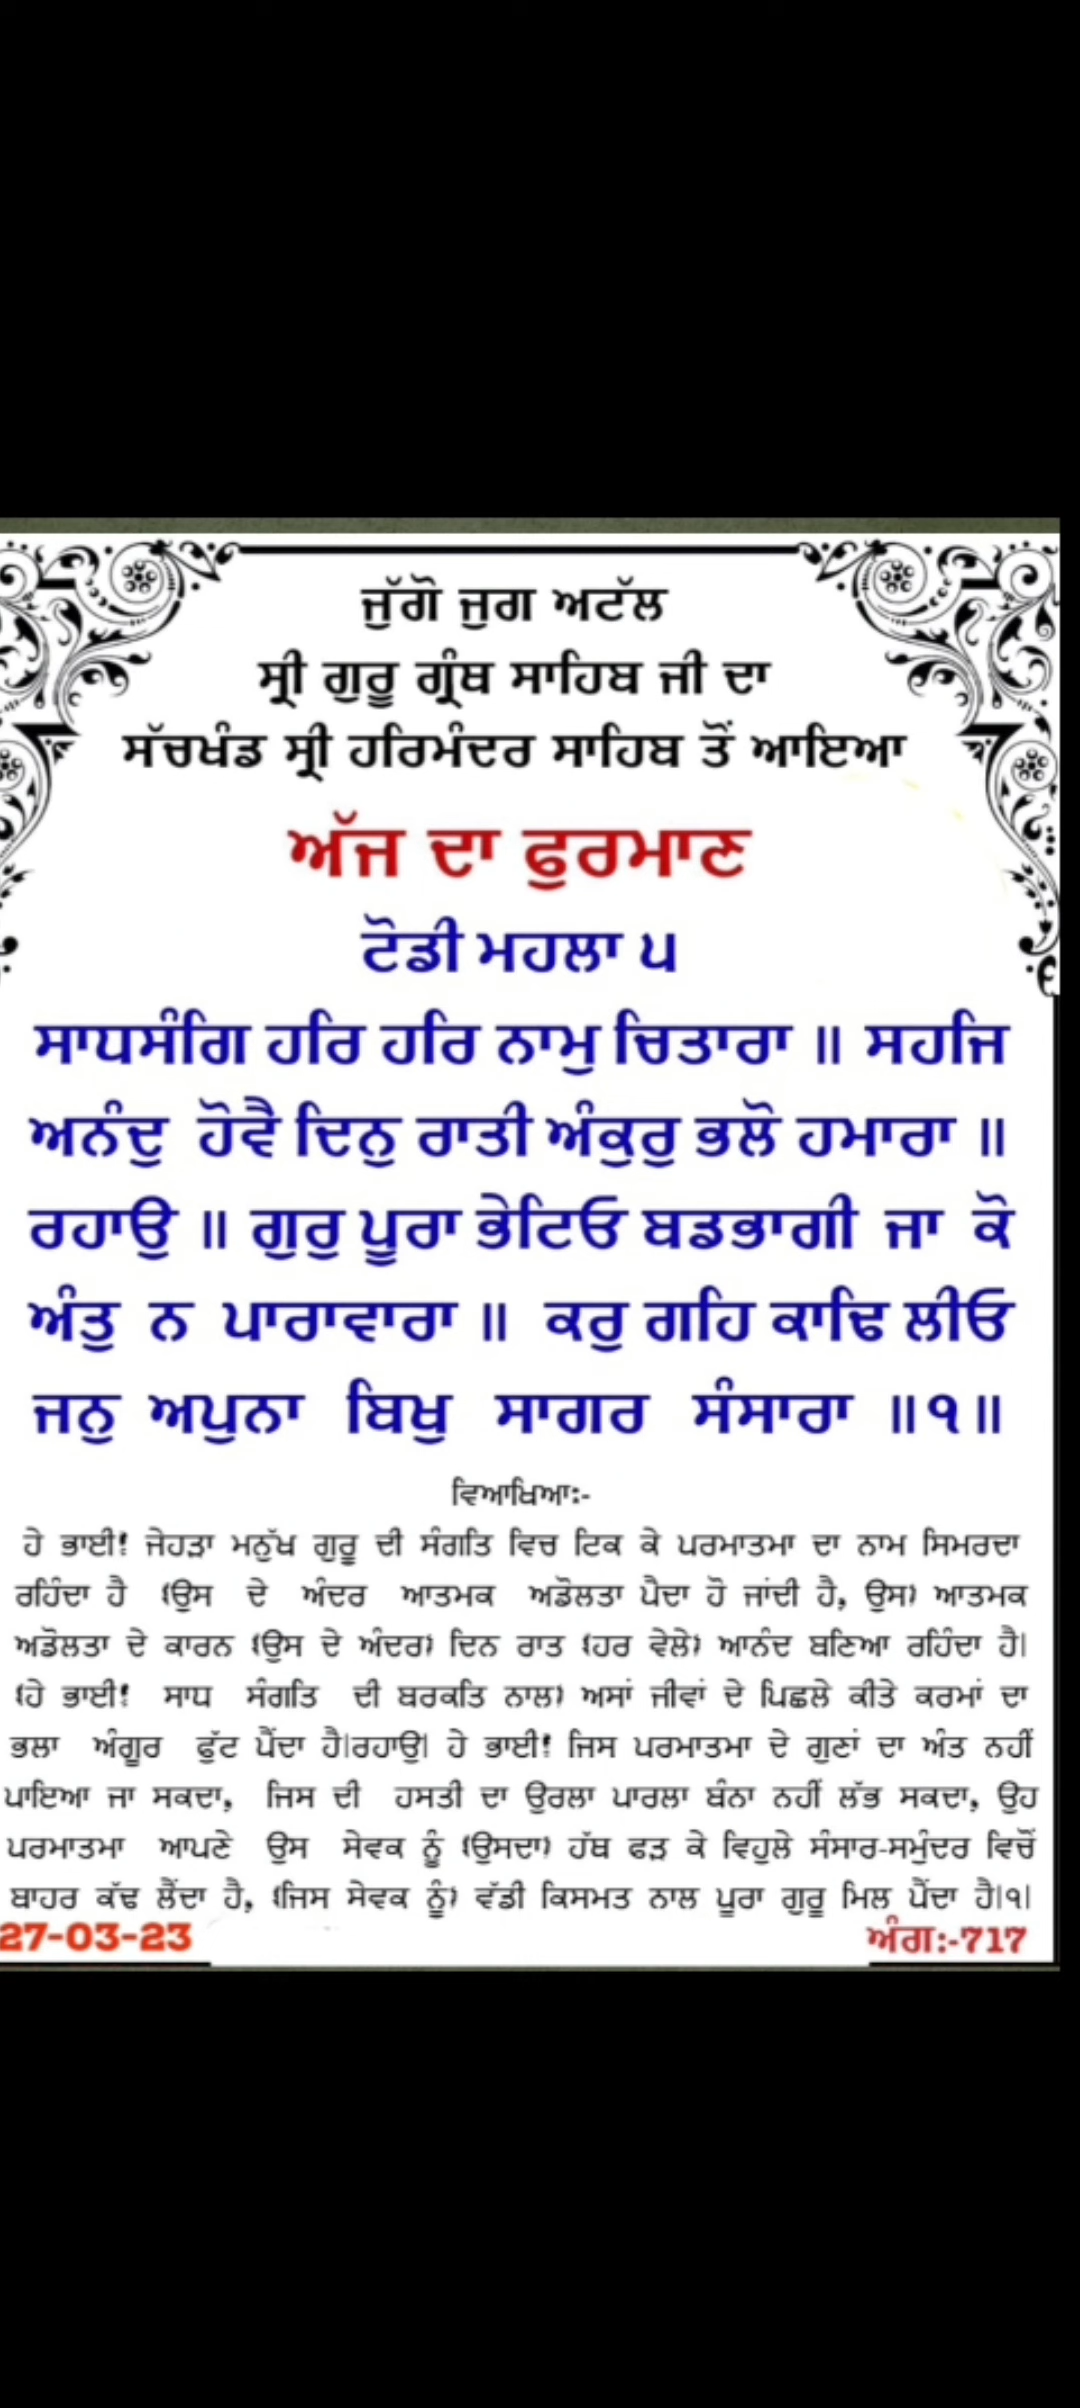 ਜੁੱਗੋ ਜੁਗ ਅਟੱਲ
ਸ੍ਰੀ ਗੁਰੂ ਗ੍ਰੰਥ ਸਾਹਿਬ ਜੀ ਦਾ
ਸੱਚਖੰਡ ਸ੍ਰੀ ਹਰਿਮੰਦਰ ਸਾਹਿਬ ਤੋਂ ਆਇਆ
ਅੱਜ ਦਾ ਫੁਰਮਾਣ
ਟੋਡੀ ਮਹਲਾ ੫
ਸਾਧਸੰਗਿ ਹਰਿ ਹਰਿ ਨਾਮੁ ਚਿਤਾਰਾ ॥ ਸਹਜਿ
ਅਨੰਦੁ ਹੋਵੈ ਦਿਨੁ ਰਾਤੀ ਅੰਕੁਰੁ ਭਲੋ ਹਮਾਰਾ ॥
ਰਹਾਉ ॥ ਗੁਰੁ ਪੂਰਾ ਭੇਟਿਓ ਬਡਭਾਗੀ ਜਾ ਕੋ
ਅੰਤੁ ਨ ਪਾਰਾਵਾਰਾ ॥ ਕਰੁ ਗਹਿ ਕਾਢਿ ਲੀਓ
ਜਨੁ ਅਪੁਨਾ ਬਿਖੁ ਸਾਗਰ ਸੰਸਾਰਾ ॥੧॥
ਵਿਆਖਿਆ:-
ਹੇ ਭਾਈ! ਜੇਹੜਾ ਮਨੁੱਖ ਗੁਰੂ ਦੀ ਸੰਗਤਿ ਵਿਚ ਟਿਕ ਕੇ ਪਰਮਾਤਮਾ ਦਾ ਨਾਮ ਸਿਮਰਦਾ
ਰਹਿੰਦਾ ਹੈ (ਉਸ ਦੇ ਅੰਦਰ ਆਤਮਕ ਅਡੋਲਤਾ ਪੈਦਾ ਹੋ ਜਾਂਦੀ ਹੈ, ਉਸ) ਆਤਮਕ
ਅਡੋਲਤਾ ਦੇ ਕਾਰਨ (ਉਸ ਦੇ ਅੰਦਰ) ਦਿਨ ਰਾਤ (ਹਰ ਵੇਲੇ) ਆਨੰਦ ਬਣਿਆ ਰਹਿੰਦਾ ਹੈ।
(ਹੇ ਭਾਈ! ਸਾਧ ਸੰਗਤਿ ਦੀ ਬਰਕਤਿ ਨਾਲ) ਅਸਾਂ ਜੀਵਾਂ ਦੇ ਪਿਛਲੇ ਕੀਤੇ ਕਰਮਾਂ ਦਾ
ਭਲਾ ਅੰਗੂਰ ਫੁੱਟ ਪੈਂਦਾ ਹੈ।ਰਹਾਉ। ਹੇ ਭਾਈ! ਜਿਸ ਪਰਮਾਤਮਾ ਦੇ ਗੁਣਾਂ ਦਾ ਅੰਤ ਨਹੀਂ
ਪਾਇਆ ਜਾ ਸਕਦਾ, ਜਿਸ ਦੀ ਹਸਤੀ ਦਾ ਉਰਲਾ ਪਾਰਲਾ ਬੰਨਾ ਨਹੀਂ ਲੱਭ ਸਕਦਾ, ਉਹ
ਪਰਮਾਤਮਾ ਆਪਣੇ ਉਸ ਸੇਵਕ ਨੂੰ (ਉਸਦਾ) ਹੱਥ ਫੜ ਕੇ ਵਿਹੁਲੇ ਸੰਸਾਰ-ਸਮੁੰਦਰ ਵਿਚੋਂ
ਬਾਹਰ ਕੱਢ ਲੈਂਦਾ ਹੈ, (ਜਿਸ ਸੇਵਕ ਨੂੰ) ਵੱਡੀ ਕਿਸਮਤ ਨਾਲ ਪੂਰਾ ਗੁਰੂ ਮਿਲ ਪੈਂਦਾ ਹੈ।੧।
27-03-23 ਅੰਗ:-717